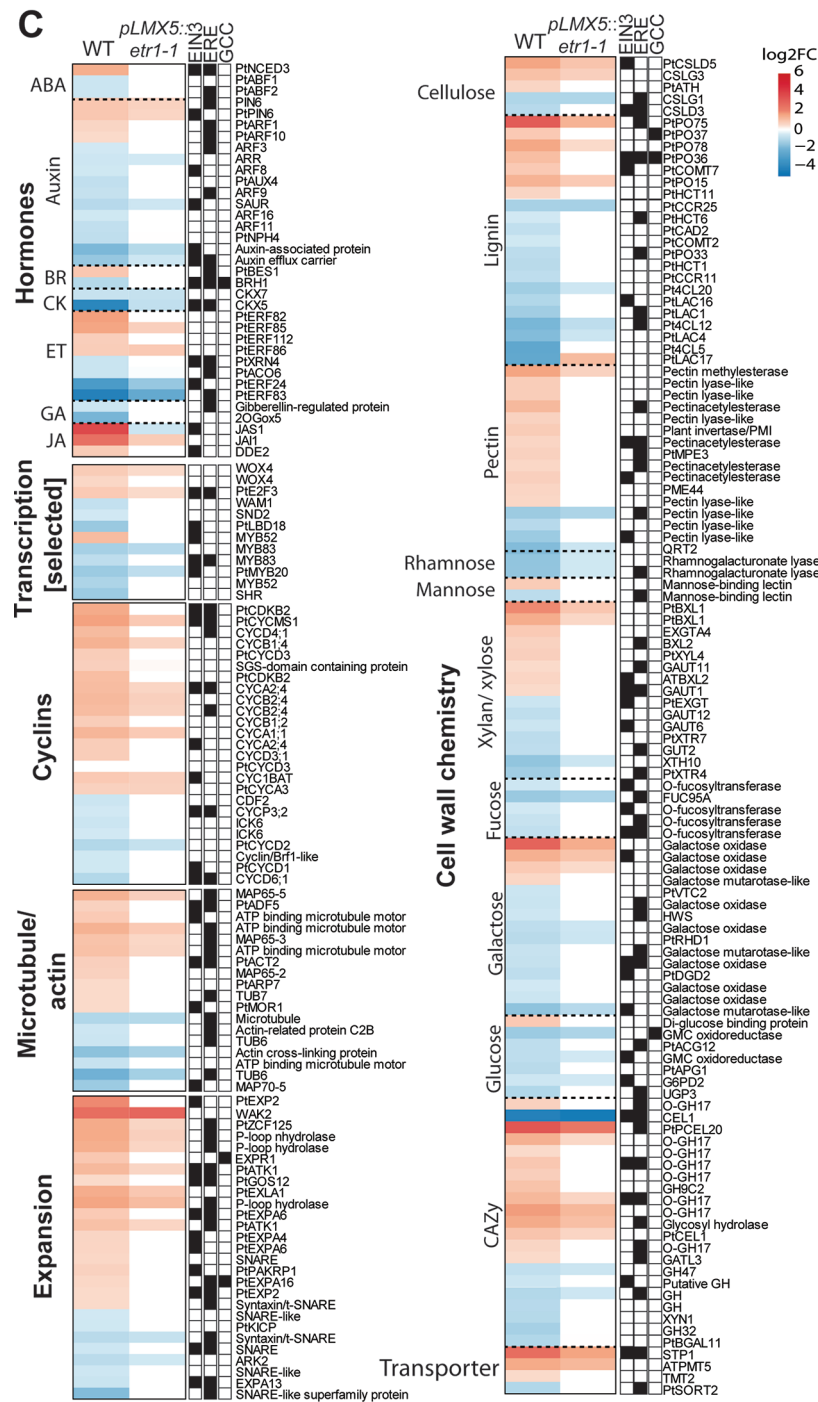 C
WT
pLMX5::
etr1-1
EIN3
ERE
GCC
Hormones
ABA
Auxin
BR
CK
ET
GA
JA
PtNCED3
PtABF1
PtABF2
PIN6
PtPIN6
PtARF1
PtARF10
ARF3
ARR
ARF8
PtAUX4
ARF9
SAUR
ARF16
ARF11
PtNPH4
Auxin-associated protein
Auxin efflux carrier
PtBES1
BRH1
CKX7
CKX5
PtERF82
PtERF85
PtERF112
PtERF86
PtXRN4
PtACO6
PtERF24
PtERF83
Gibberellin-regulated protein
2OGox5
JAS1
JAI1
DDE2
Transcription
[selected]
WOX4
WOX4
PtE2F3
WAM1
SND2
PtLBD18
MYB52
MYB83
MYB83
PtMYB20
MYB52
SHR
Cyclins
PtCDKB2
PtCYCMS1
CYCD4;1
CYCB1;4
PtCYCD3
SGS-domain containing protein
PtCDKB2
CYCA2;4
CYCB2;4
CYCB2;4
CYCB1;2
CYCA1;1
CYCA2;4
CYCD3;1
PtCYCD3
CYC1BAT
PtCYCA3
CDF2
CYCP3;2
ICK6
ICK6
PtCYCD2
Cyclin/Brf1-like
PtCYCD1
CYCD6;1
Microtubule/
actin
MAP65-5
PtADF5
ATP binding microtubule motor
ATP binding microtubule motor
MAP65-3
ATP binding microtubule motor
PtACT2
MAP65-2
PtARP7
TUB7
PtMOR1
Microtubule
Actin-related protein C2B
TUB6
Actin cross-linking protein
ATP binding microtubule motor
TUB6
MAP70-5
Expansion
PtEXP2
WAK2
PtZCF125
P-loop nhydrolase
P-loop hydrolase
EXPR1
PtATK1
PtGOS12
PtEXLA1
P-loop hydrolase
PtEXPA6
PtATK1
PtEXPA4
PtEXPA6
SNARE
PtPAKRP1
PtEXPA16
PtEXP2
Syntaxin/t-SNARE
SNARE-like
PtKICP
Syntaxin/t-SNARE
SNARE
ARK2
SNARE-like
EXPA13
SNARE-like superfamily protein
WT
pLMX5::
etr1-1
EIN3
ERE
GCC
log2FC
6
4
2
0
−2
−4
Cell wall chemistry
Cellulose
Lignin
Pectin
Rhamnose
Mannose
Xylan/ xylose
Fucose
Galactose
Glucose
CAZy
Transporter
PtCSLD5
CSLG3
PtATH
CSLG1
CSLD3
PtPO75
PtPO37
PtPO78
PtPO36
PtCOMT7
PtPO15
PtHCT11
PtCCR25
PtHCT6
PtCAD2
PtCOMT2
PtPO33
PtHCT1
PtCCR11
Pt4CL20
PtLAC16
PtLAC1
Pt4CL12
PtLAC4
Pt4CL5
PtLAC17
Pectin methylesterase
Pectin lyase-like
Pectin lyase-like
Pectinacetylesterase
Pectin lyase-like
Plant invertase/PMI
Pectinacetylesterase
PtMPE3
Pectinacetylesterase
Pectinacetylesterase
PME44
Pectin lyase-like
Pectin lyase-like
Pectin lyase-like
Pectin lyase-like
QRT2
Rhamnogalacturonate lyase
Rhamnogalacturonate lyase
Mannose-binding lectin
Mannose-binding lectin
PtBXL1
PtBXL1
EXGTA4
BXL2
PtXYL4
GAUT11
ATBXL2
GAUT1
PtEXGT
GAUT12
GAUT6
PtXTR7
GUT2
XTH10
PtXTR4
O-fucosyltransferase
FUC95A
O-fucosyltransferase
O-fucosyltransferase
O-fucosyltransferase
Galactose oxidase
Galactose oxidase
Galactose oxidase
Galactose mutarotase-like
PtVTC2
Galactose oxidase
HWS
Galactose oxidase
PtRHD1
Galactose mutarotase-like
Galactose oxidase
PtDGD2
Galactose oxidase
Galactose oxidase
Galactose mutarotase-like
Di-glucose binding protein
GMC oxidoreductase
PtACG12
GMC oxidoreductase
PtAPG1
G6PD2
UGP3
O-GH17
CEL1
PtPCEL20
O-GH17
O-GH17
O-GH17
O-GH17
GH9C2
O-GH17
O-GH17
Glycosyl hydrolase
PtCEL1
O-GH17
GATL3
GH47
Putative GH
GH
GH
XYN1
GH32
PtBGAL11
STP1
ATPMT5
TMT2
PtSORT2